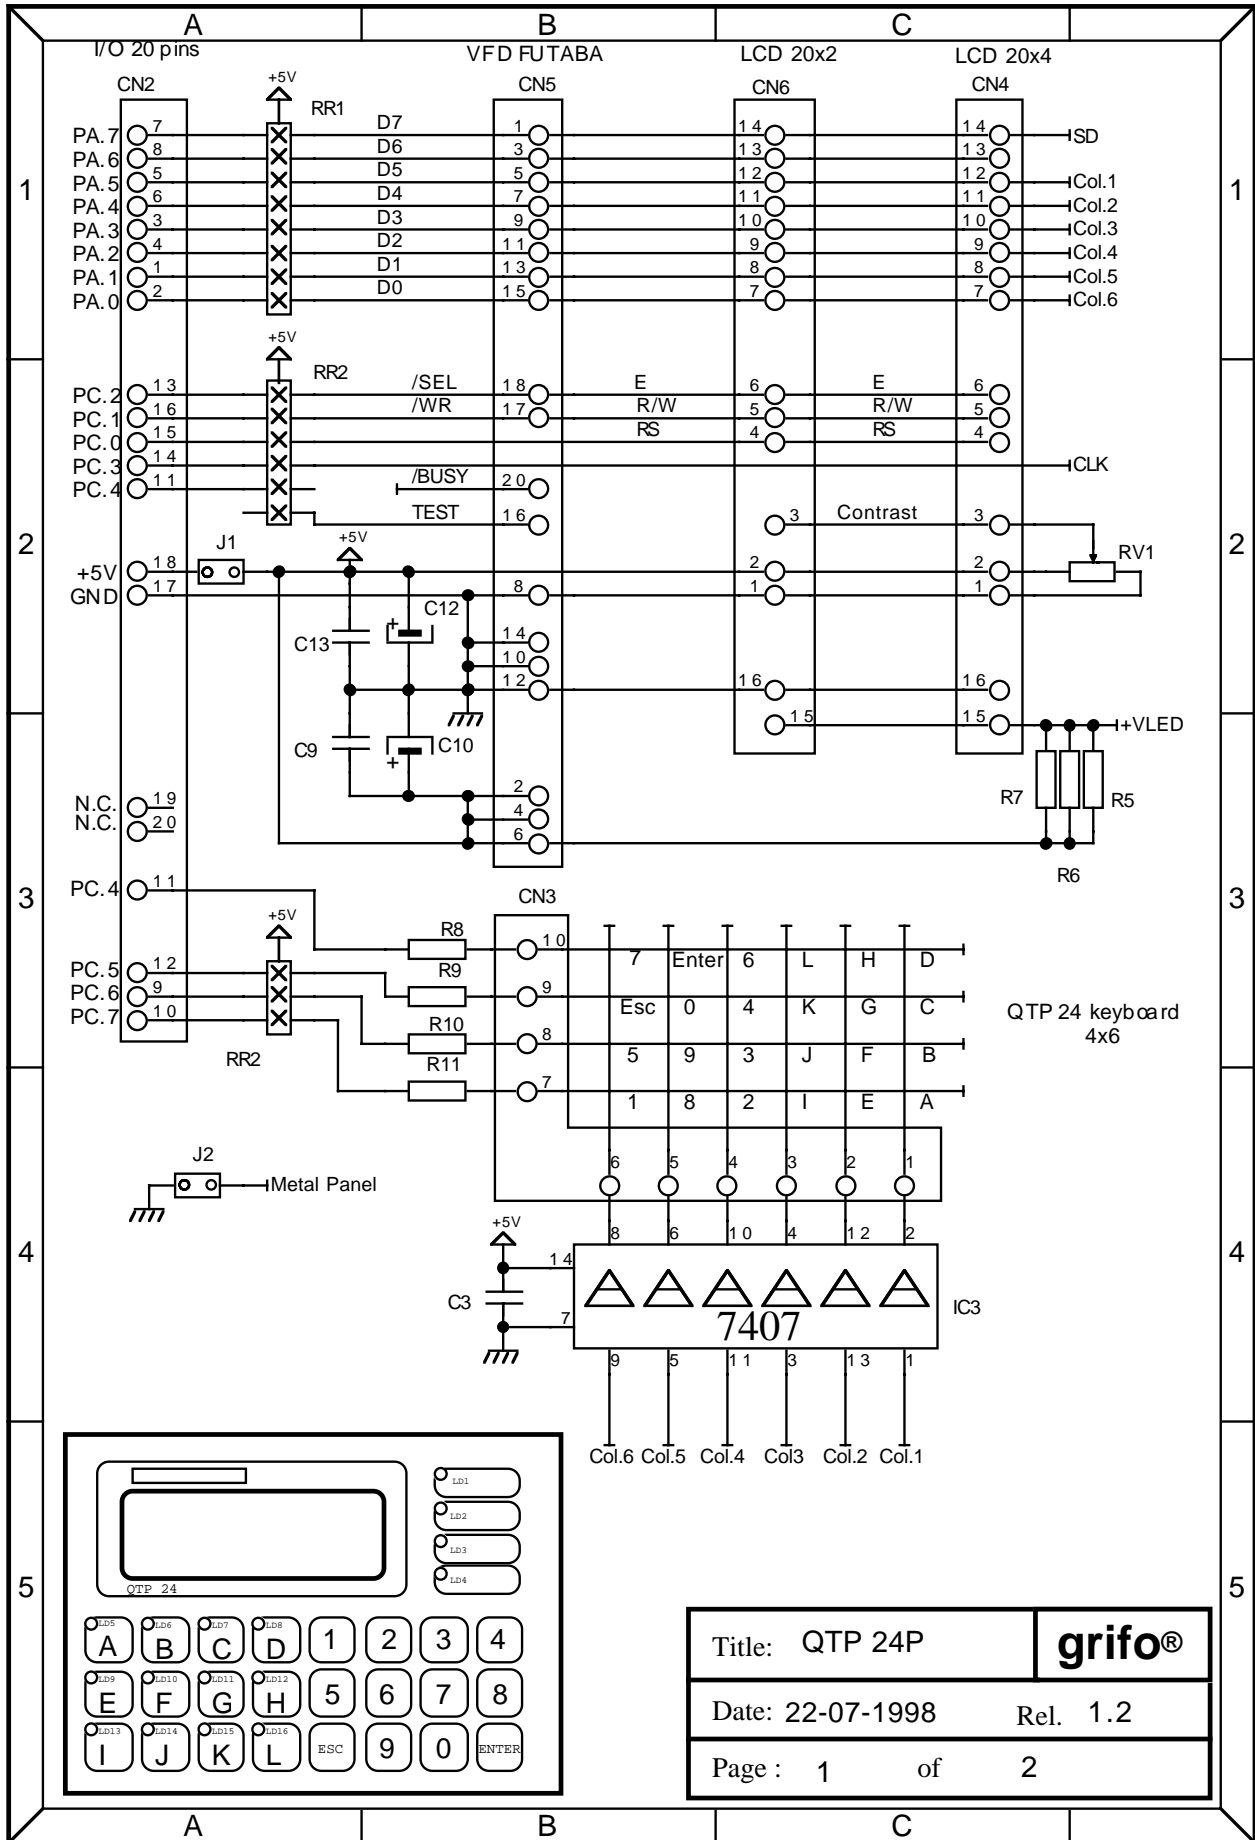 A B C
I/O 20 pins VFD FUTABA LCD 20x2 LCD 20x4
CN2 +5V RR1 CN5 CN6 CN4
PA.7 7 D7 1 14 14 SD
PA.6 8 D6 3 13 13
PA.5 5 D5 5 12 12 Col.1
1 PA.4 6 D4 7 11 11 Col.2 1
PA.3 3 D3 9 10 10 Col.3
PA.2 4 D2 11 9 9 Col.4
PA.1 1 D1 13 8 8 Col.5
PA.0 2 D0 15 7 7 Col.6
+5V
RR2
PC.2 13 /SEL 18 E 6 E 6
PC.1 16 /WR 17 R/W 5 R/W 5
PC.0 15 RS 4 RS 4
PC.3 14 CLK
PC.4 11 /BUSY 20
TEST 16 3 Contrast 3
2 J1 +5V RV1 2
+5V 18 2 2
GND 17 8 1 1
C12 +
C13 14
10
12 16 16
15 15 +VLED
C9 C10 +
R7 R5
N.C. 19 2
N.C. 20 4
6
R6
3 PC.4 11 CN3 3
+5V R8 10
7 Enter 6 L H D
PC.5 12 R9
PC.6 9 9 Esc 0 4 K G C QTP 24 keyboard
PC.7 10 R10 8 4x6
RR2 5 9 3 J F B
R11 7
1 8 2 I E A
J2 6 5 4 3 2 1
Metal Panel
+5V 8 6 10 4 12 2
4 14 4
C3 IC3
7 7407
9 5 11 3 13 1
Col.6 Col.5 Col.4 Col3 Col.2 Col.1
LD1
LD2
LD3
LD4
5 QTP 24 5
LD5 A LD6 B LD7 C LD8 D 1 2 3 4
LD9 E LD10 F LD11 G LD12 H 5 6 7 8
LD13 I LD14 J LD15 K LD16 L ESC 9 0 ENTER
Title: QTP 24P grifo®
Date: 22-07-1998 Rel. 1.2
Page : 1 of 2
A B C